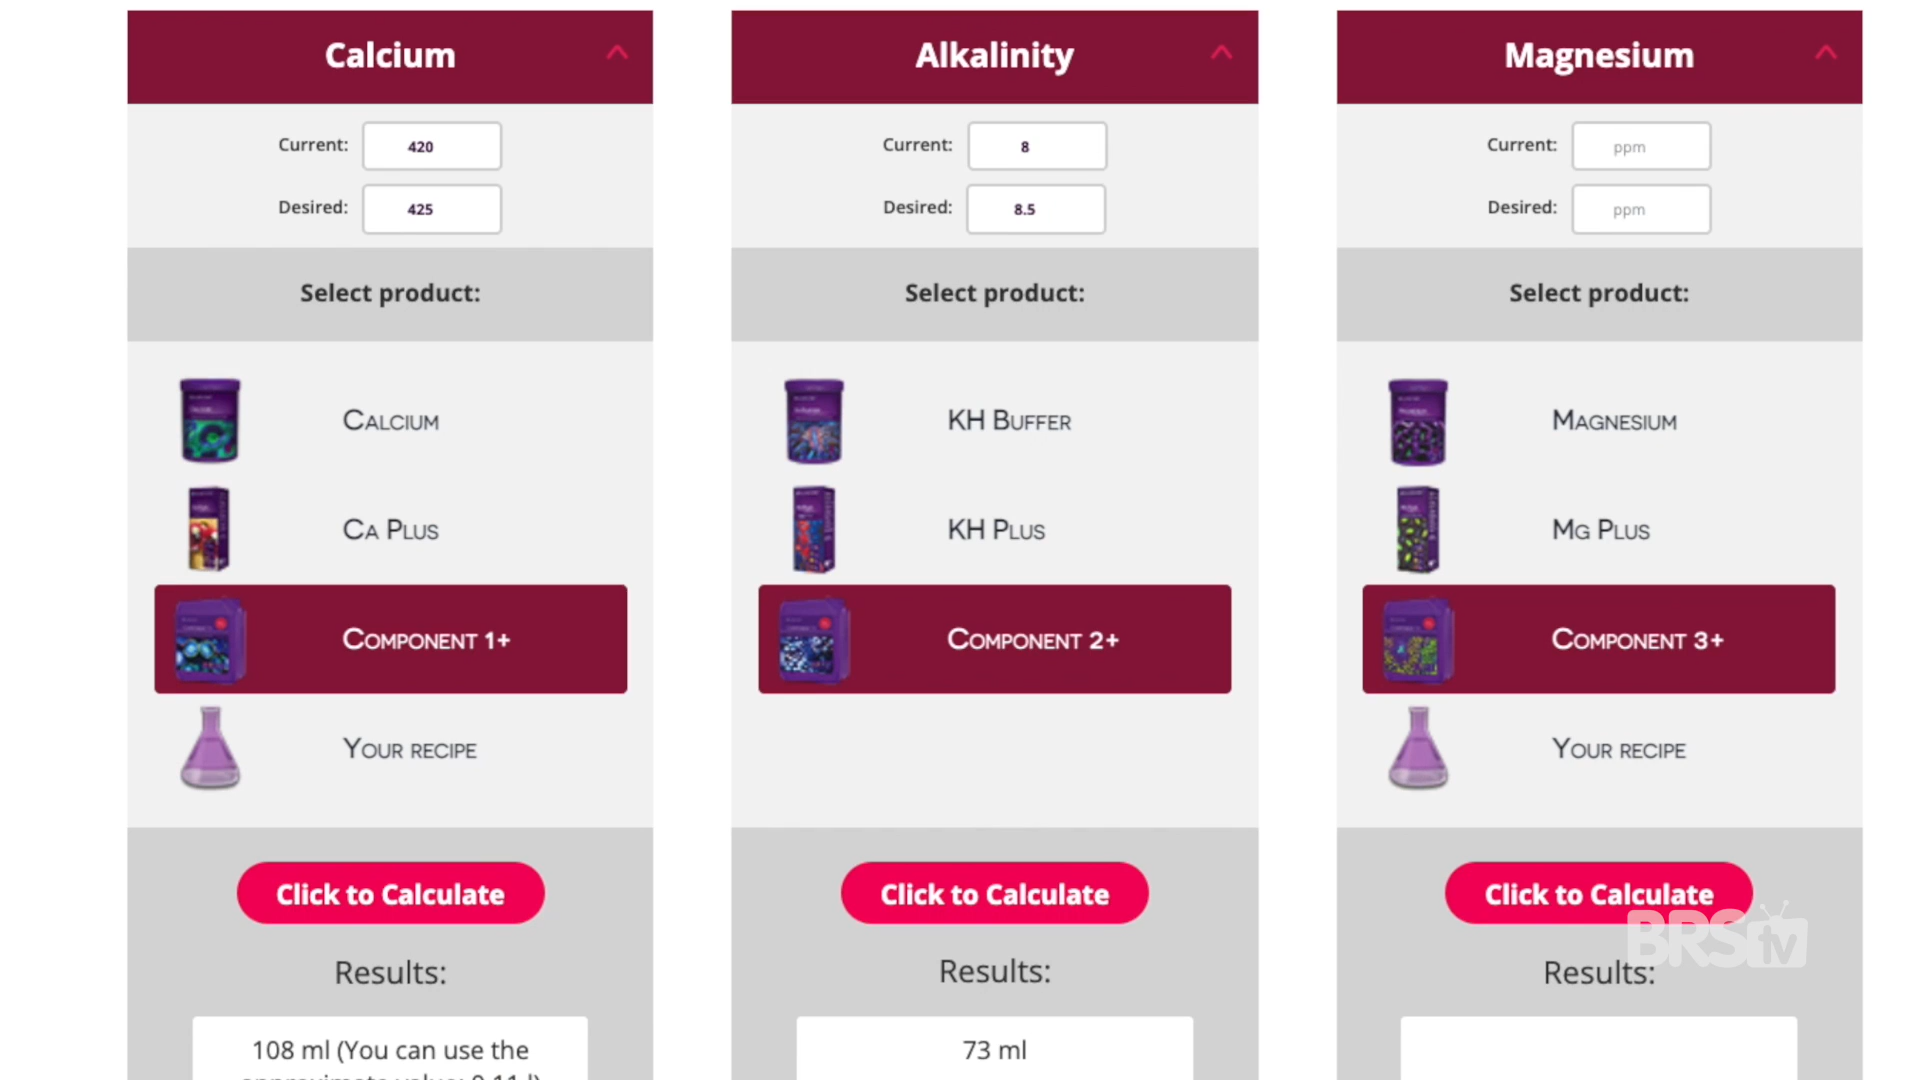 Calcium
Current: 420
Desired: 425
Select product:
Calcium
Ca Plus
Component 1+
Your recipe
Click to Calculate
Results:
108 ml (You can use the
Alkalinity
Current: 8
Desired: 8.5
Select product:
KH Buffer
KH Plus
Component 2+
Click to Calculate
Results:
73 ml
Magnesium
Current: ppm
Desired: ppm
Select product:
Magnesium
Mg Plus
Component 3+
Your recipe
Click to Calculate
Results:
BRStv